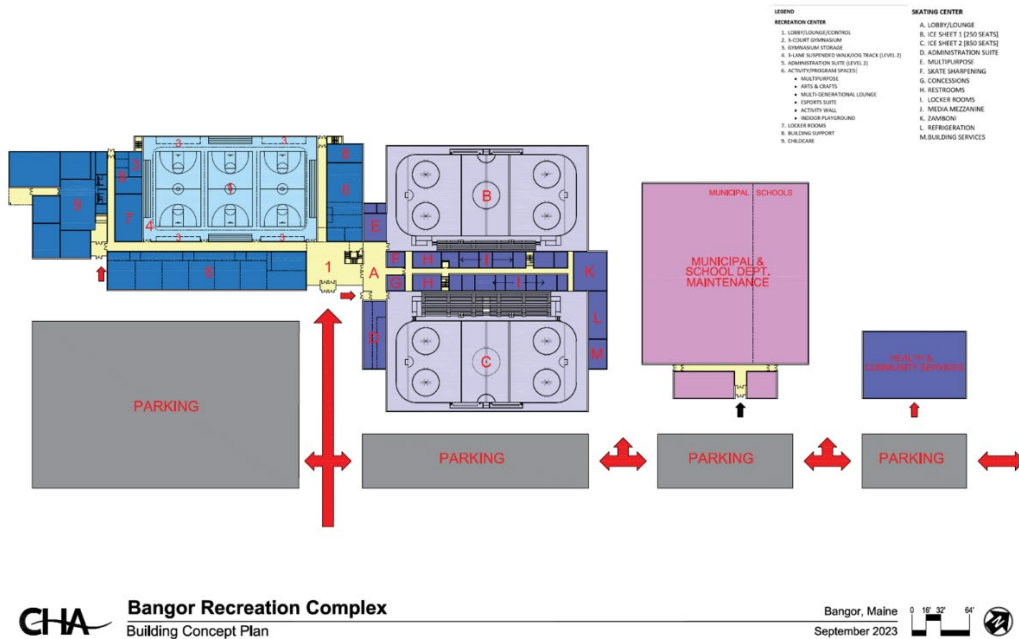 LEGEND
RECREATION CENTER
1. LOBBY/LOUNGE/CONTROL
2. 3-COURT GYMNASIUM
3. GYMNASIUM STORAGE
4. 3-LANE SUSPENDED WALK/JOG TRACK (LEVEL 2)
5. ADMINISTRATION SUITE (LEVEL 2)
6. ACTIVITY/PROGRAM SPACES
• MULTIPURPOSE
• ARTS & CRAFTS
• MULTI-GENERATIONAL LOUNGE
• ESPORTS SUITE
• ACTIVITY WALL
• INDOOR PLAYGROUND
7. LOCKER ROOMS
8. BUILDING SUPPORT
9. CHILDCARE
SKATING CENTER
A. LOBBY/LOUNGE
B. ICE SHEET 1 [250 SEATS]
C. ICE SHEET 2 [850 SEATS]
D. ADMINISTRATION SUITE
E. MULTIPURPOSE
F. SKATE SHARPENING
G. CONCESSIONS
H. RESTROOMS
I. LOCKER ROOMS
J. MEDIA MEZZANINE
K. ZAMBONI
L. REFRIGERATION
M. BUILDING SERVICES
3 3
3 8
9 6 B
7 4 E
3 3
F H I
6 1 A K
G H I
D L
C M
MUNICIPAL SCHOOLS
MUNICIPAL &
SCHOOL DEPT.
MAINTENANCE
HEALTH &
COMMUNITY SERVICES
PARKING
PARKING
PARKING
PARKING
CHA
Bangor Recreation Complex
Building Concept Plan
Bangor, Maine
September 2023
0 16' 32' 64'